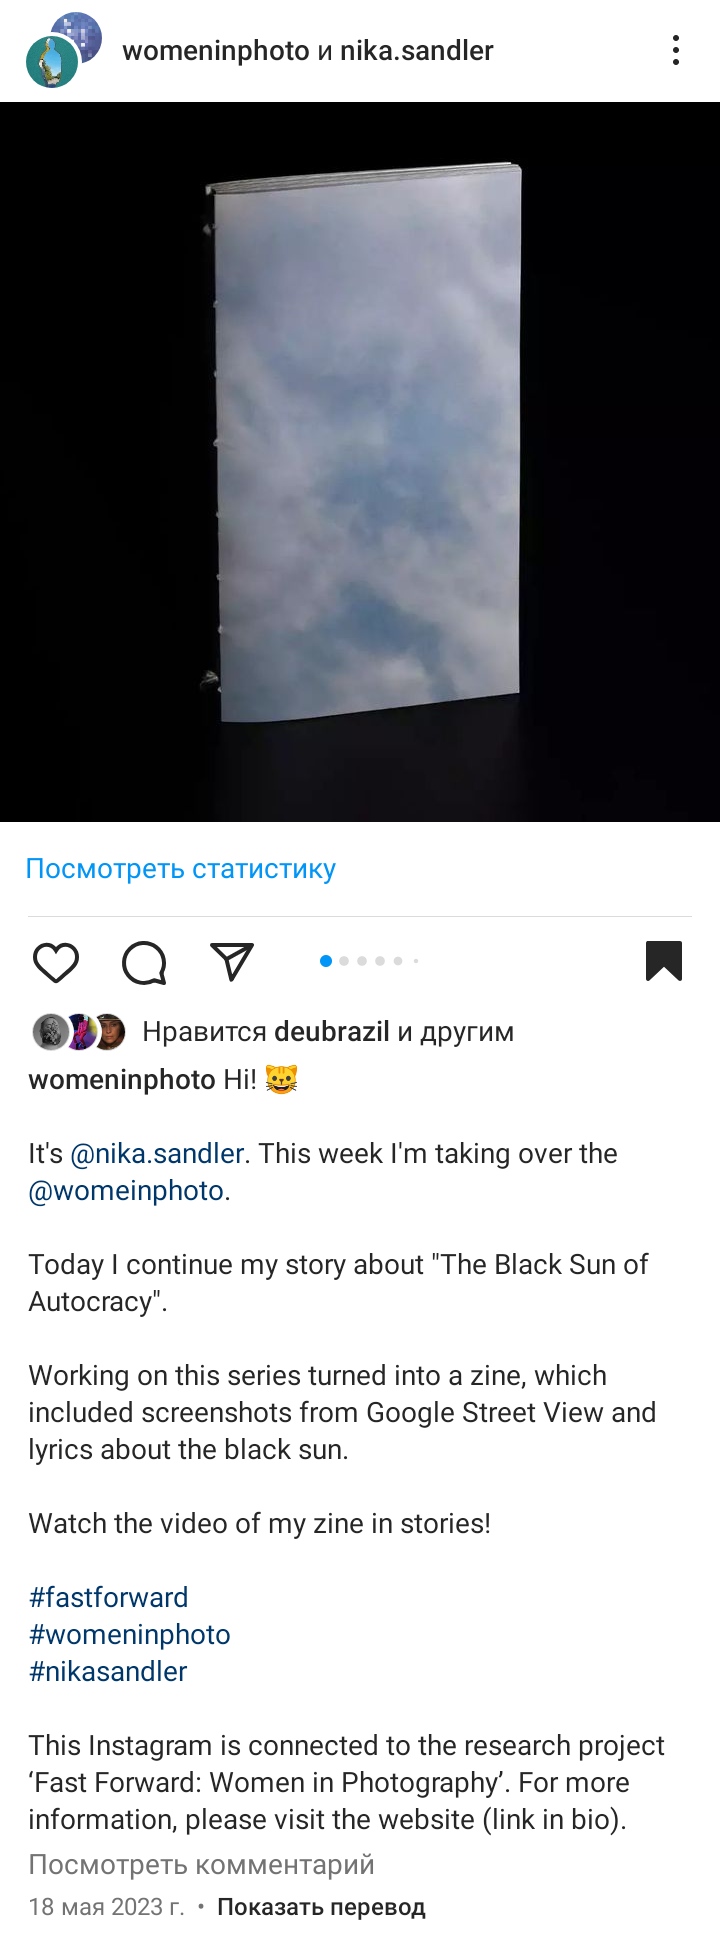 womeninphoto и nika.sandler
Посмотреть статистику
Нравится deubrazil и другим
womeninphoto Hi! 😺
It's @nika.sandler. This week I'm taking over the
@womeinphoto.
Today I continue my story about "The Black Sun of
Autocracy".
Working on this series turned into a zine, which
included screenshots from Google Street View and
lyrics about the black sun.
Watch the video of my zine in stories!
#fastforward
#womeninphoto
#nikasandler
This Instagram is connected to the research project
‘Fast Forward: Women in Photography’. For more
information, please visit the website (link in bio).
Посмотреть комментарий
18 мая 2023 г. • Показать перевод